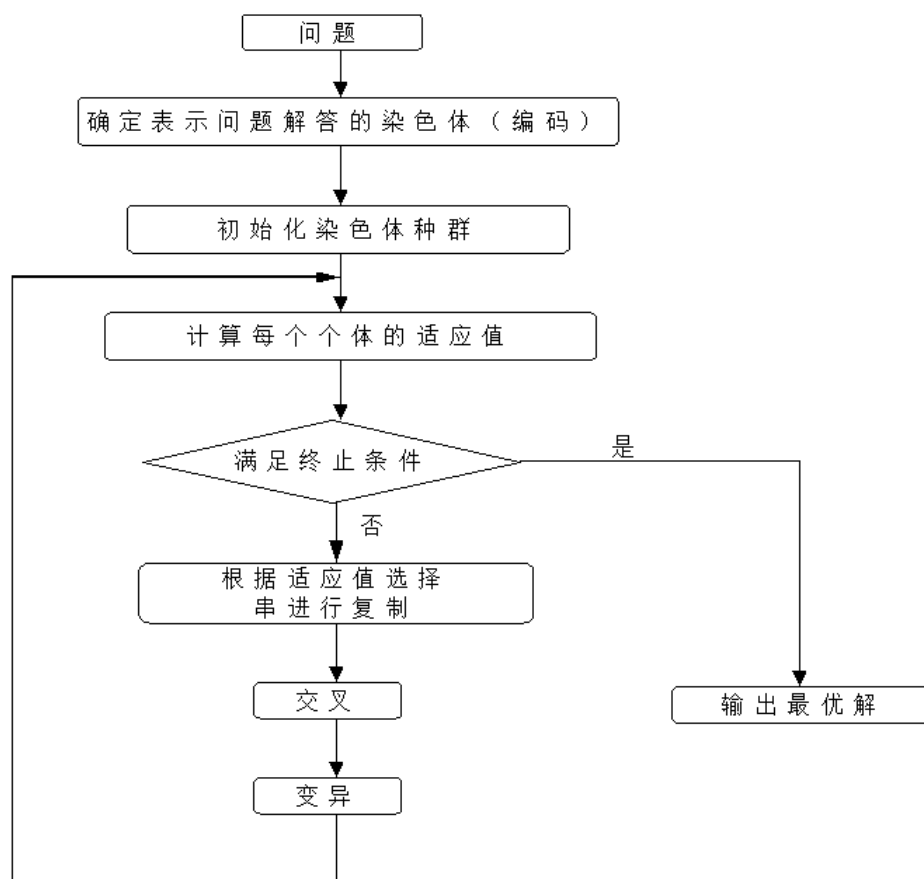 问题
确定表示问题解答的染色体（编码）
初始化染色体种群
计算每个个体的适应值
满足终止条件
是
否
根据适应值选择
串进行复制
交叉
输出最优解
变异